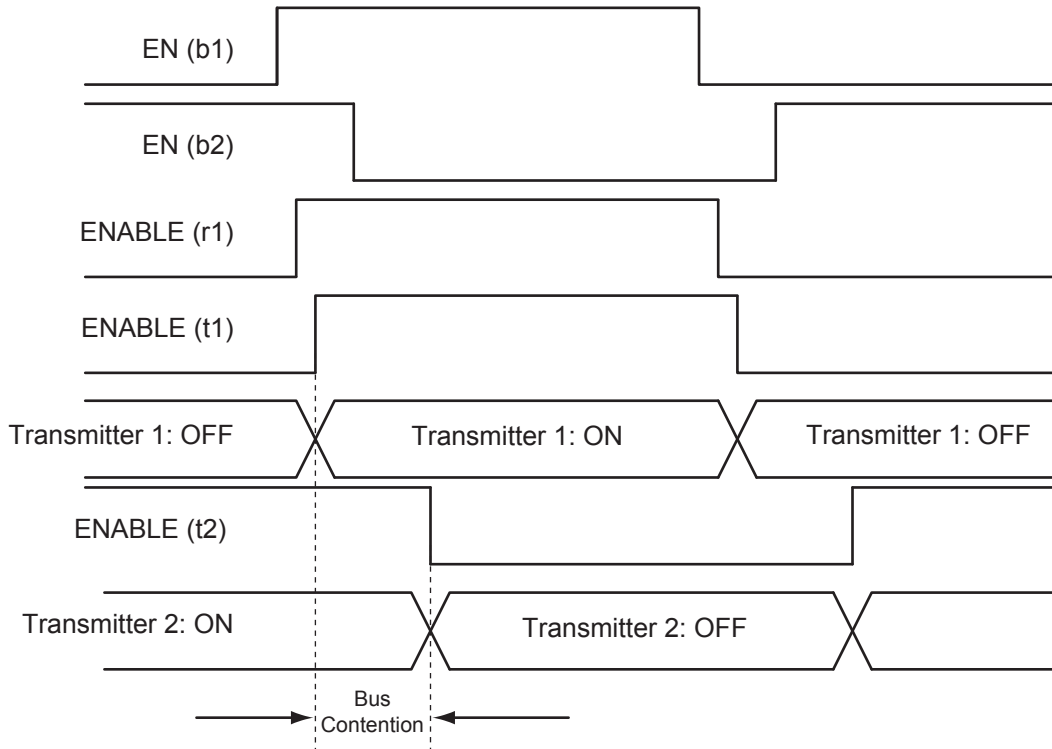 EN (b1)
EN (b2)
ENABLE (r1)
ENABLE (t1)
Transmitter 1: OFF
Transmitter 1: ON
Transmitter 1: OFF
ENABLE (t2)
Transmitter 2: ON
Transmitter 2: OFF
Bus
Contention